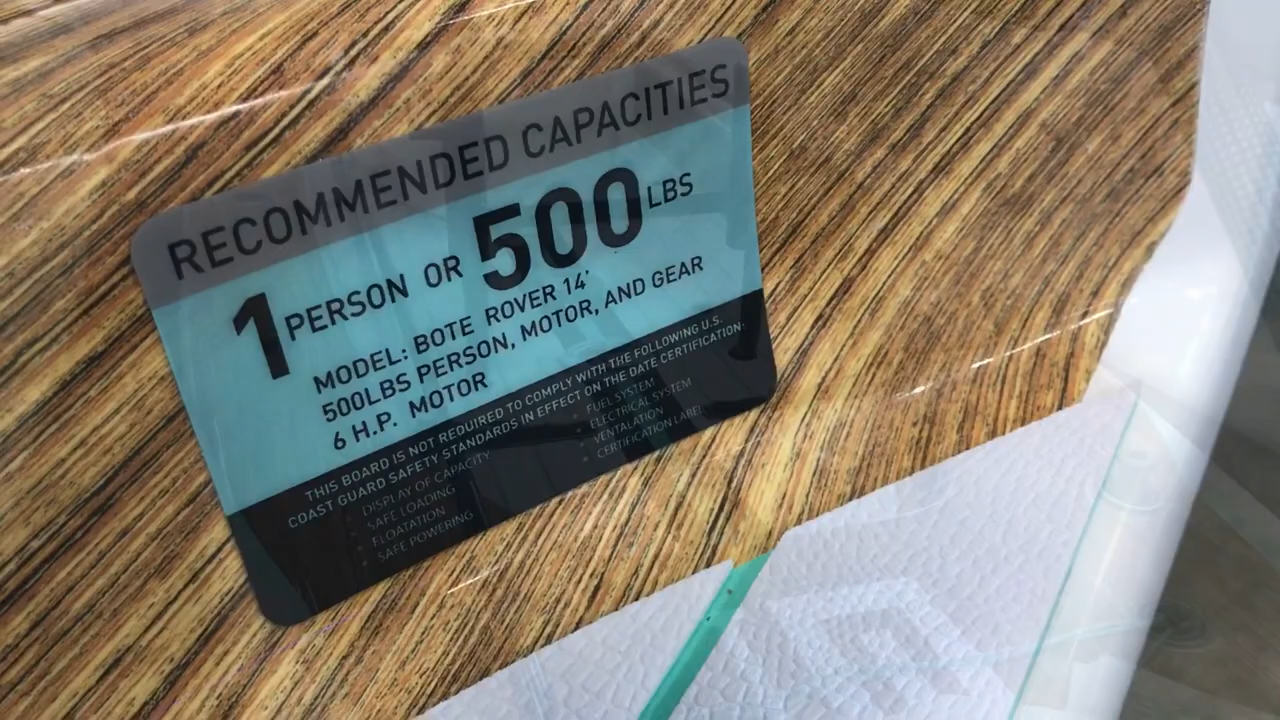 RECOMMENDED CAPACITIES
1 PERSON OR 500 LBS
MODEL: BOTE ROVER 14'
500LBS PERSON, MOTOR, AND GEAR
6 H.P. MOTOR
THIS BOARD IS NOT REQUIRED TO COMPLY WITH THE FOLLOWING U.S.
COAST GUARD SAFETY STANDARDS IN EFFECT ON THE DATE CERTIFICATION:
DISPLAY OF CAPACITY
SAFE LOADING
FLOATATION
SAFE POWERING
FUEL SYSTEM
ELECTRICAL SYSTEM
VENTALATION
CERTIFICATION LABEL